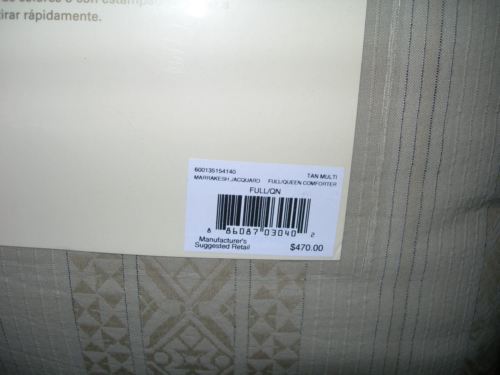 tirar rápidamente.
600135154140 TAN MULTI
MARRAKESH JACQUARD FULL/QUEEN COMFORTER
FULL/QN
8 86087 03040 2
Manufacturer's
Suggested Retail $470.00